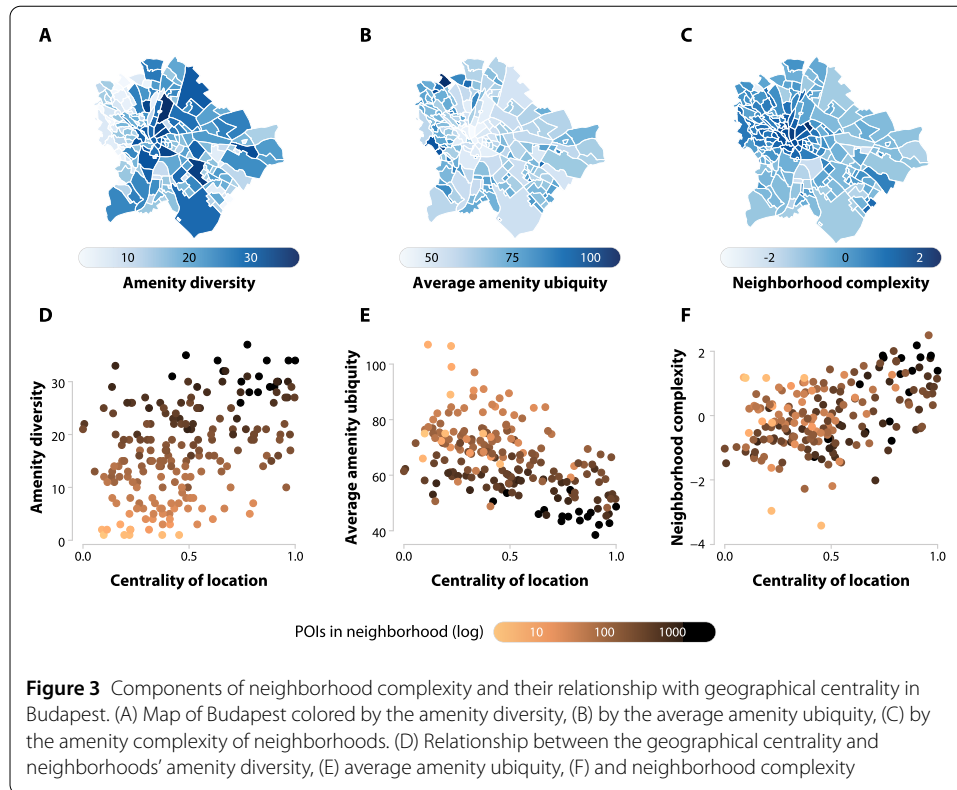 A
B
C
10 20 30
Amenity diversity
50 75 100
Average amenity ubiquity
-2 0 2
Neighborhood complexity
D
E
F
Amenity diversity
30
20
10
0
0.0 0.5 1.0
Centrality of location
Average amenity ubiquity
100
80
60
40
0.0 0.5 1.0
Centrality of location
Neighborhood complexity
2
0
−2
−4
0.0 0.5 1.0
Centrality of location
POIs in neighborhood (log) 10 100 1000
Figure 3 Components of neighborhood complexity and their relationship with geographical centrality in
Budapest. (A) Map of Budapest colored by the amenity diversity, (B) by the average amenity ubiquity, (C) by
the amenity complexity of neighborhoods. (D) Relationship between the geographical centrality and
neighborhoods' amenity diversity, (E) average amenity ubiquity, (F) and neighborhood complexity